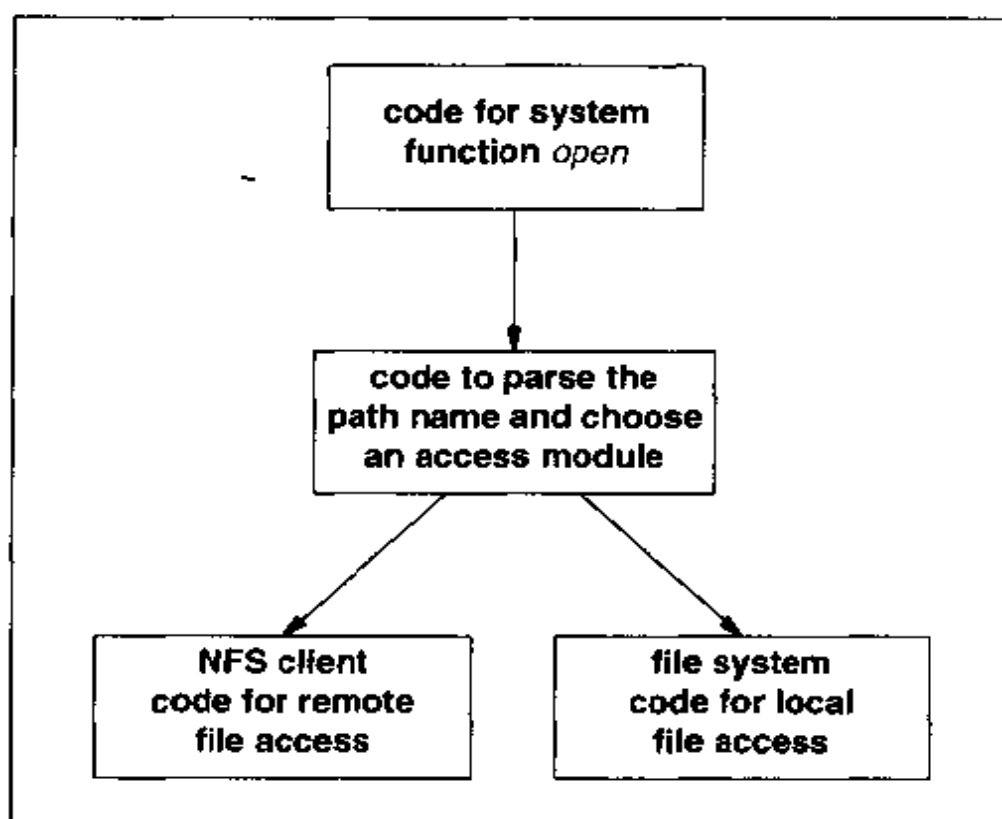 code for system
function open
code to parse the
path name and choose
an access module
NFS client
code for remote
file access
file system
code for local
file access